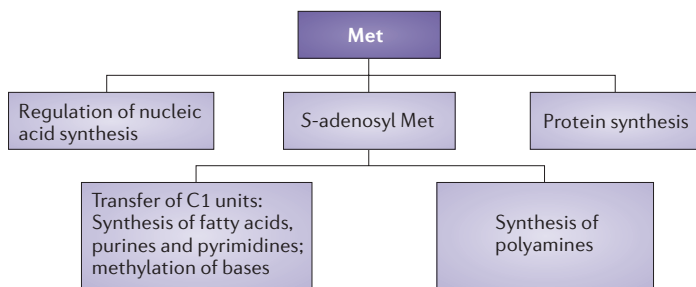 Met
Regulation of nucleic
acid synthesis
S-adenosyl Met
Protein synthesis
Transfer of C1 units:
Synthesis of fatty acids,
purines and pyrimidines;
methylation of bases
Synthesis of
polyamines